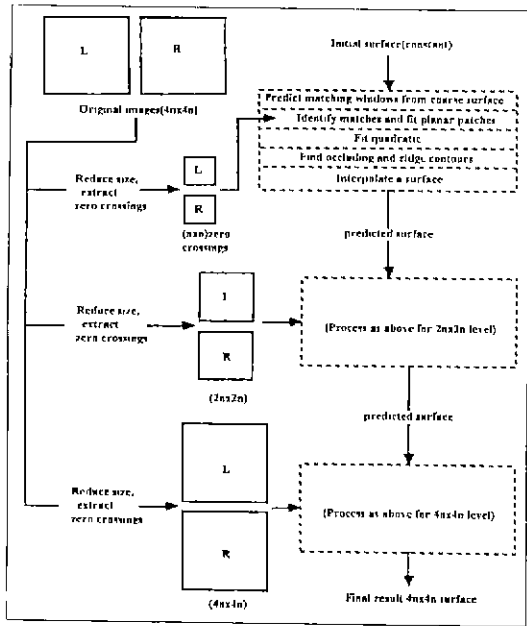 L
R
Original images(4nx4n)
Initial surface(constant)
Predict matching windows from coarse surface
Identify matches and fit planar patches
Fit quadratic
Find occluding and ridge contours
Interpolate a surface
Reduce size,
extract
zero crossings
L
R
(nxn)zero
crossings
predicted surface
Reduce size,
extract
zero crossings
L
R
(2nx2n)
(Process as above for 2nx2n level)
predicted surface
Reduce size,
extract
zero crossings
L
R
(4nx4n)
(Process as above for 4nx4n level)
Final result 4nx4n surface